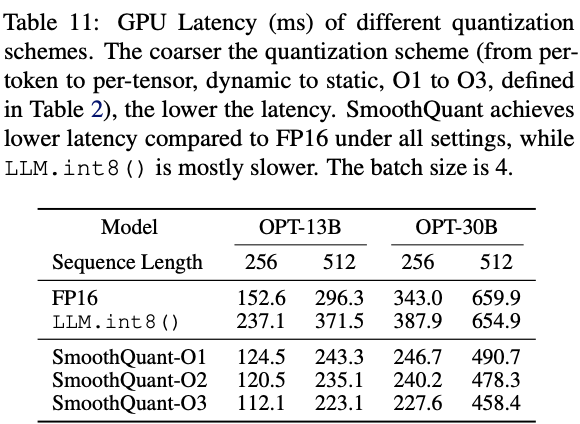 Table 11: GPU Latency (ms) of different quantization
schemes. The coarser the quantization scheme (from per-
token to per-tensor, dynamic to static, O1 to O3, defined
in Table 2), the lower the latency. SmoothQuant achieves
lower latency compared to FP16 under all settings, while
LLM.int8() is mostly slower. The batch size is 4.
Model OPT-13B OPT-30B
Sequence Length 256 512 256 512
FP16 152.6 296.3 343.0 659.9
LLM.int8() 237.1 371.5 387.9 654.9
SmoothQuant-O1 124.5 243.3 246.7 490.7
SmoothQuant-O2 120.5 235.1 240.2 478.3
SmoothQuant-O3 112.1 223.1 227.6 458.4